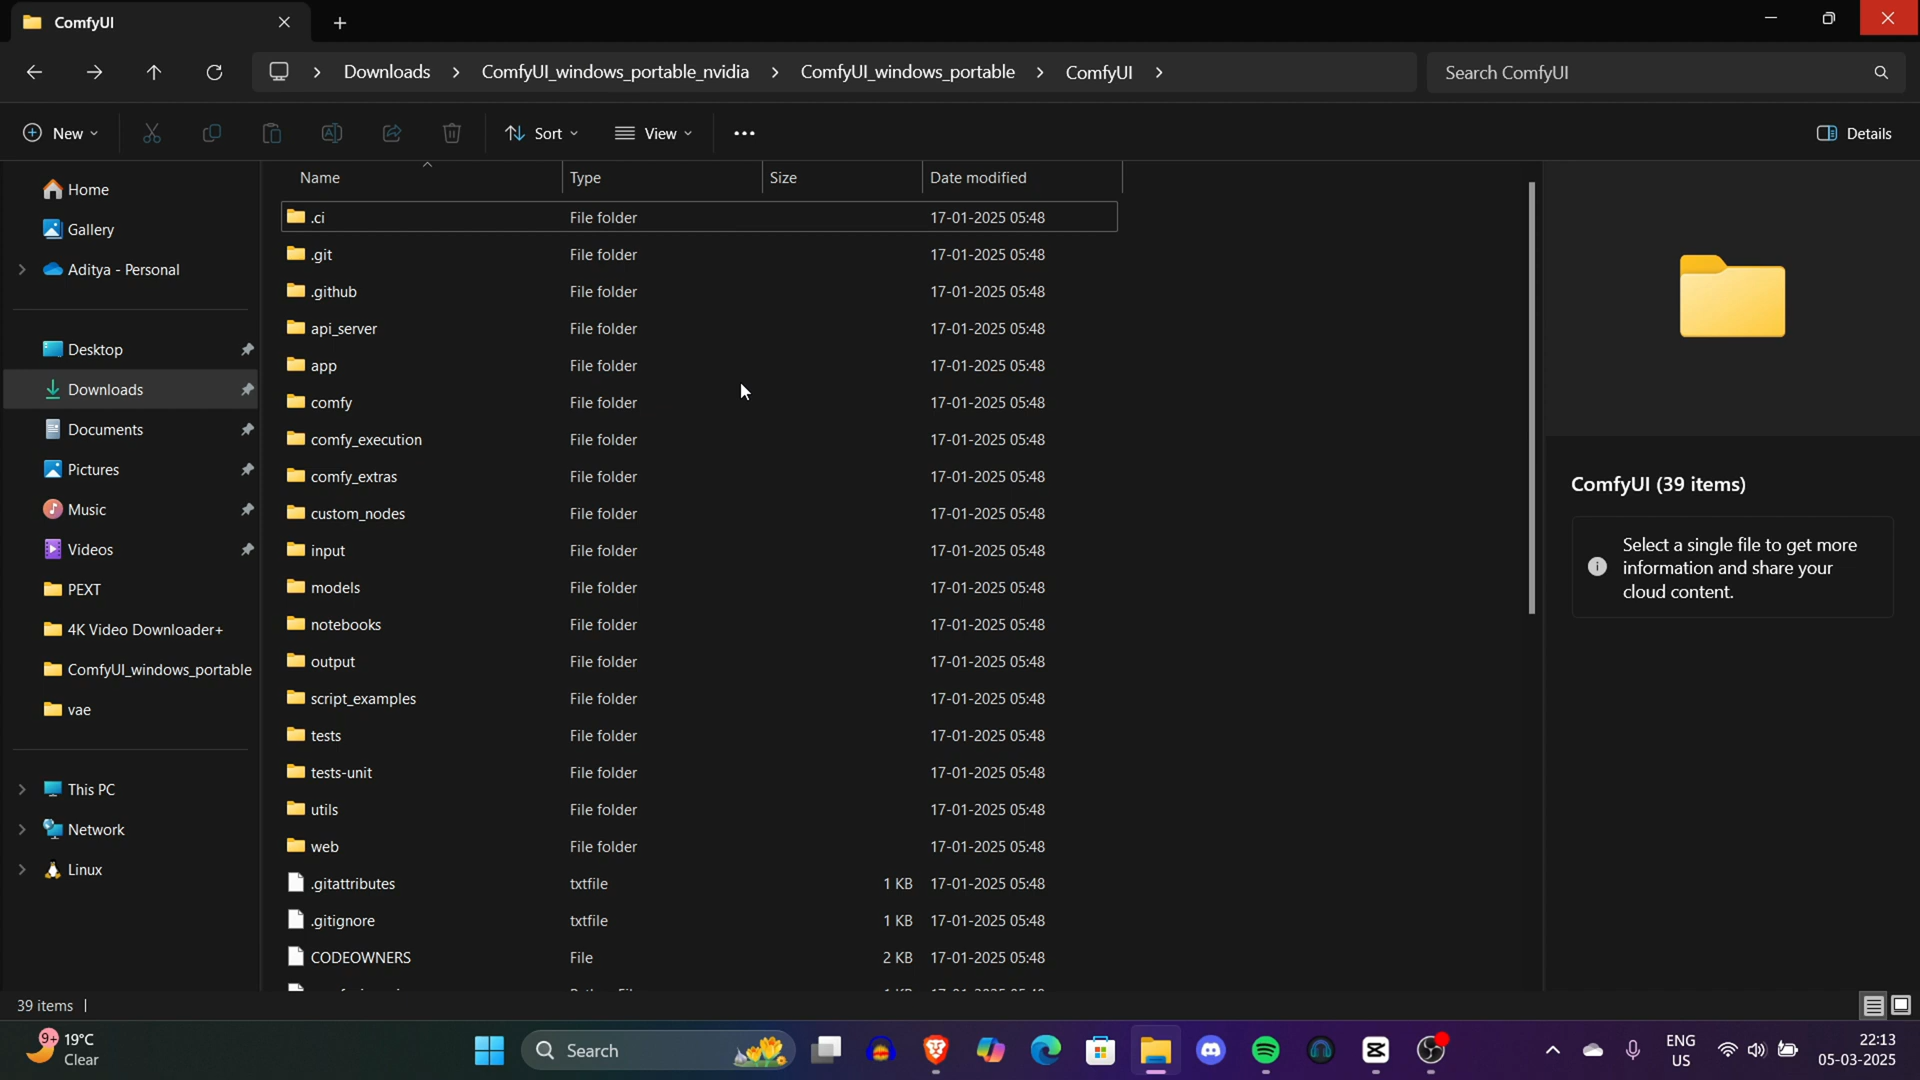 ComfyUI
Downloads > ComfyUI_windows_portable_nvidia > ComfyUI_windows_portable > ComfyUI >
Search ComfyUI
New
Sort
View
Details
Home
Gallery
Aditya - Personal
Desktop
Downloads
Documents
Pictures
Music
Videos
PEXT
4K Video Downloader+
ComfyUI_windows_portable
vae
This PC
Network
Linux
Name Type Size Date modified
.ci File folder 17-01-2025 05:48
.git File folder 17-01-2025 05:48
.github File folder 17-01-2025 05:48
api_server File folder 17-01-2025 05:48
app File folder 17-01-2025 05:48
comfy File folder 17-01-2025 05:48
comfy_execution File folder 17-01-2025 05:48
comfy_extras File folder 17-01-2025 05:48
custom_nodes File folder 17-01-2025 05:48
input File folder 17-01-2025 05:48
models File folder 17-01-2025 05:48
notebooks File folder 17-01-2025 05:48
output File folder 17-01-2025 05:48
script_examples File folder 17-01-2025 05:48
tests File folder 17-01-2025 05:48
tests-unit File folder 17-01-2025 05:48
utils File folder 17-01-2025 05:48
web File folder 17-01-2025 05:48
.gitattributes txtfile 1 KB 17-01-2025 05:48
.gitignore txtfile 1 KB 17-01-2025 05:48
CODEOWNERS File 2 KB 17-01-2025 05:48
ComfyUI (39 items)
Select a single file to get more
information and share your
cloud content.
39 items
9+
19°C
Clear
Search
ENG
US
22:13
05-03-2025